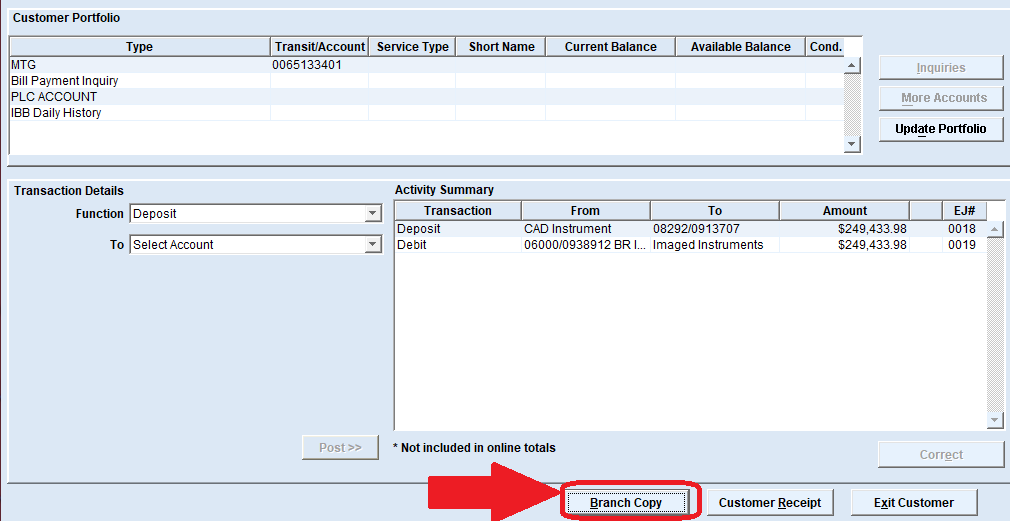 Customer Portfolio
Type Transit/Account Service Type Short Name Current Balance Available Balance Cond.
MTG 0065133401
Bill Payment Inquiry
PLC ACCOUNT
IBB Daily History
Inquiries
More Accounts
Update Portfolio
Transaction Details
Function Deposit
To Select Account
Post >>
Activity Summary
Transaction From To Amount EJ#
Deposit CAD Instrument 08292/0913707 $249,433.98 0018
Debit 06000/0938912 BR I... Imaged Instruments $249,433.98 0019
* Not included in online totals
Correct
Branch Copy Customer Receipt Exit Customer